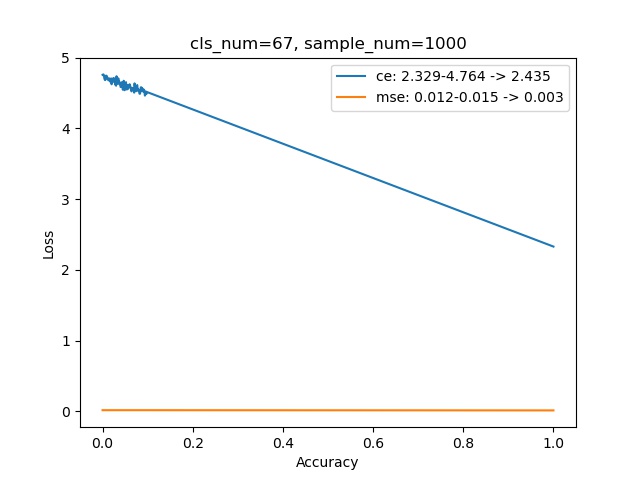 cls_num=67, sample_num=1000
ce: 2.329-4.764 -> 2.435
mse: 0.012-0.015 -> 0.003
5
4
3
2
1
0
Loss
0.0 0.2 0.4 0.6 0.8 1.0
Accuracy